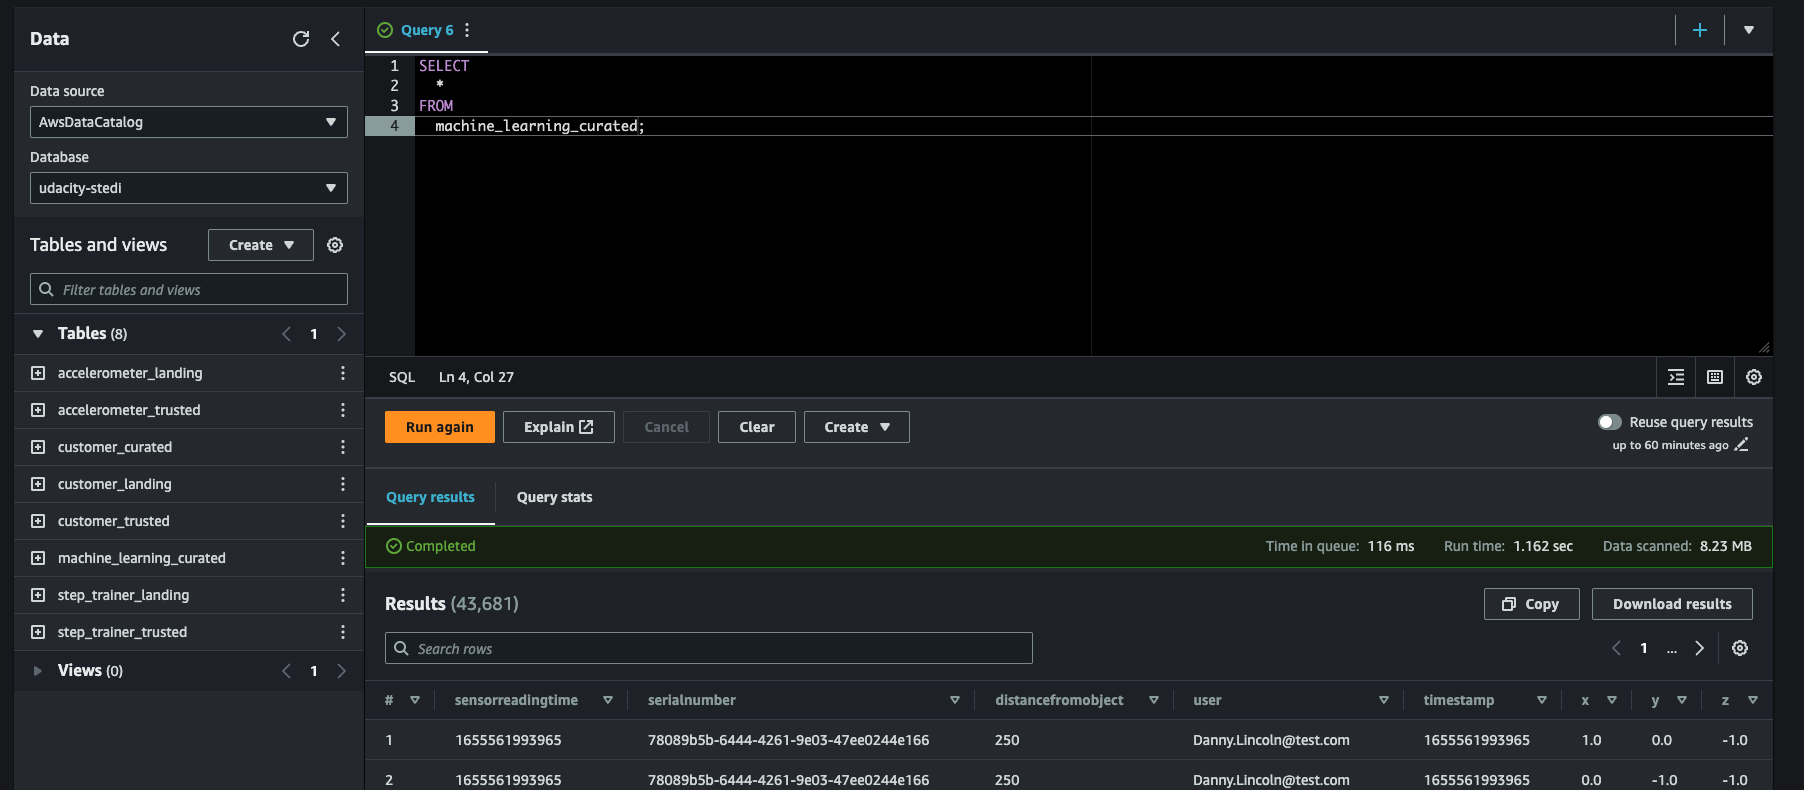 Data
Data source
AwsDataCatalog
Database
udacity-stedi
Tables and views
Create
Filter tables and views
Tables (8)
1
accelerometer_landing
accelerometer_trusted
customer_curated
customer_landing
customer_trusted
machine_learning_curated
step_trainer_landing
step_trainer_trusted
Views (0)
1
Query 6
1 SELECT
2 *
3 FROM
4 machine_learning_curated;
SQL Ln 4, Col 27
Run again Explain Cancel Clear Create
Reuse query results
up to 60 minutes ago
Query results Query stats
Completed Time in queue: 116 ms Run time: 1.162 sec Data scanned: 8.23 MB
Results (43,681) Copy Download results
Search rows 1 ...
# sensorreadingtime serialnumber distancefromobject user timestamp x y z
1 1655561993965 78089b5b-6444-4261-9e03-47ee0244e166 250 Danny.Lincoln@test.com 1655561993965 1.0 0.0 -1.0
2 1655561993965 78089b5b-6444-4261-9e03-47ee0244e166 250 Danny.Lincoln@test.com 1655561993965 0.0 -1.0 -1.0